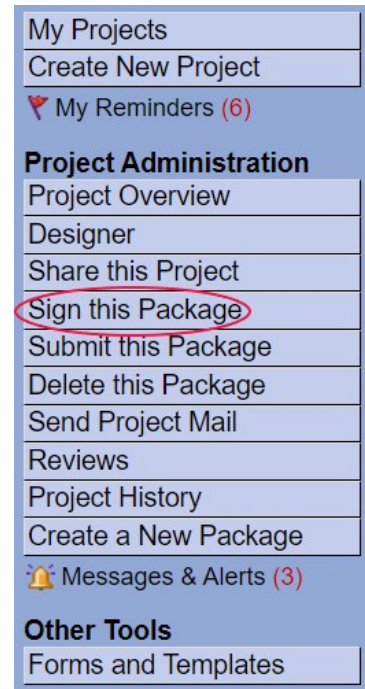 My Projects
Create New Project
My Reminders (6)
Project Administration
Project Overview
Designer
Share this Project
Sign this Package
Submit this Package
Delete this Package
Send Project Mail
Reviews
Project History
Create a New Package
Messages & Alerts (3)
Other Tools
Forms and Templates